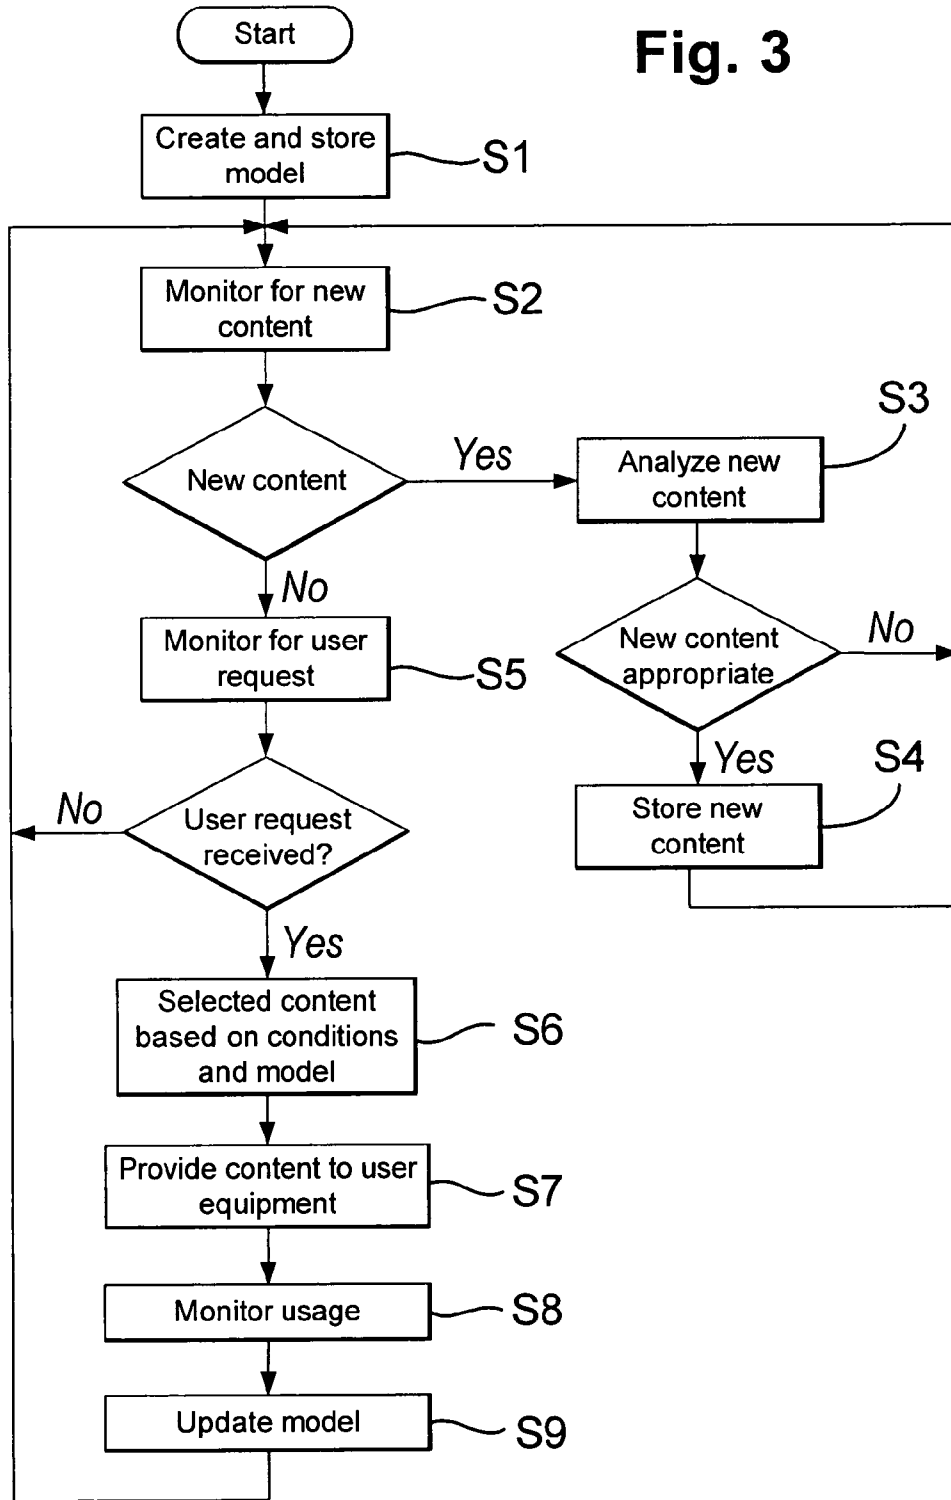 Start
Fig. 3
Create and store
model
S1
Monitor for new
content
S2
New content
Yes
Analyze new
content
S3
No
New content
appropriate
No
Monitor for user
request
S5
Yes
Store new
content
S4
User request
received?
No
Yes
Selected content
based on conditions
and model
S6
Provide content to user
equipment
S7
Monitor usage
S8
Update model
S9